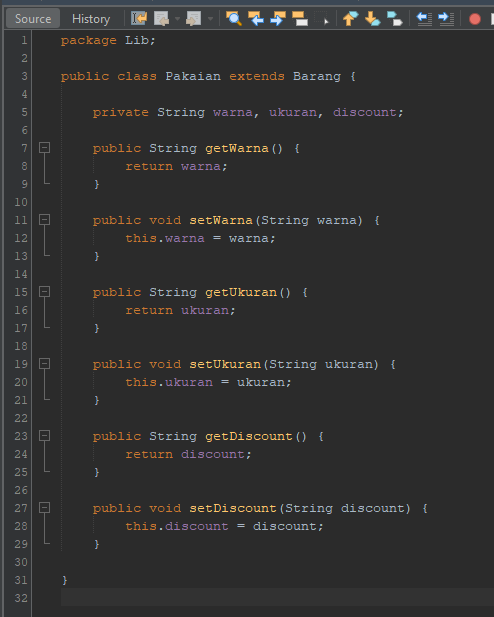 Source History
1 package Lib;
2
3 public class Pakaian extends Barang {
4
5 private String warna, ukuran, discount;
6
7 public String getWarna() {
8 return warna;
9 }
10
11 public void setWarna(String warna) {
12 this.warna = warna;
13 }
14
15 public String getUkuran() {
16 return ukuran;
17 }
18
19 public void setUkuran(String ukuran) {
20 this.ukuran = ukuran;
21 }
22
23 public String getDiscount() {
24 return discount;
25 }
26
27 public void setDiscount(String discount) {
28 this.discount = discount;
29 }
30
31 }
32